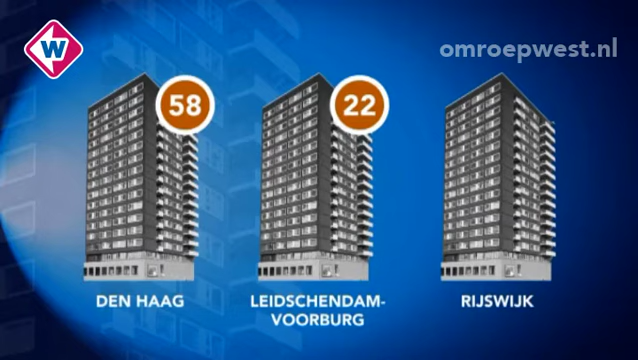 W
omroepwest.nl
58
22
DEN HAAG
LEIDSCHENDAM-
VOORBURG
RIJSWIJK